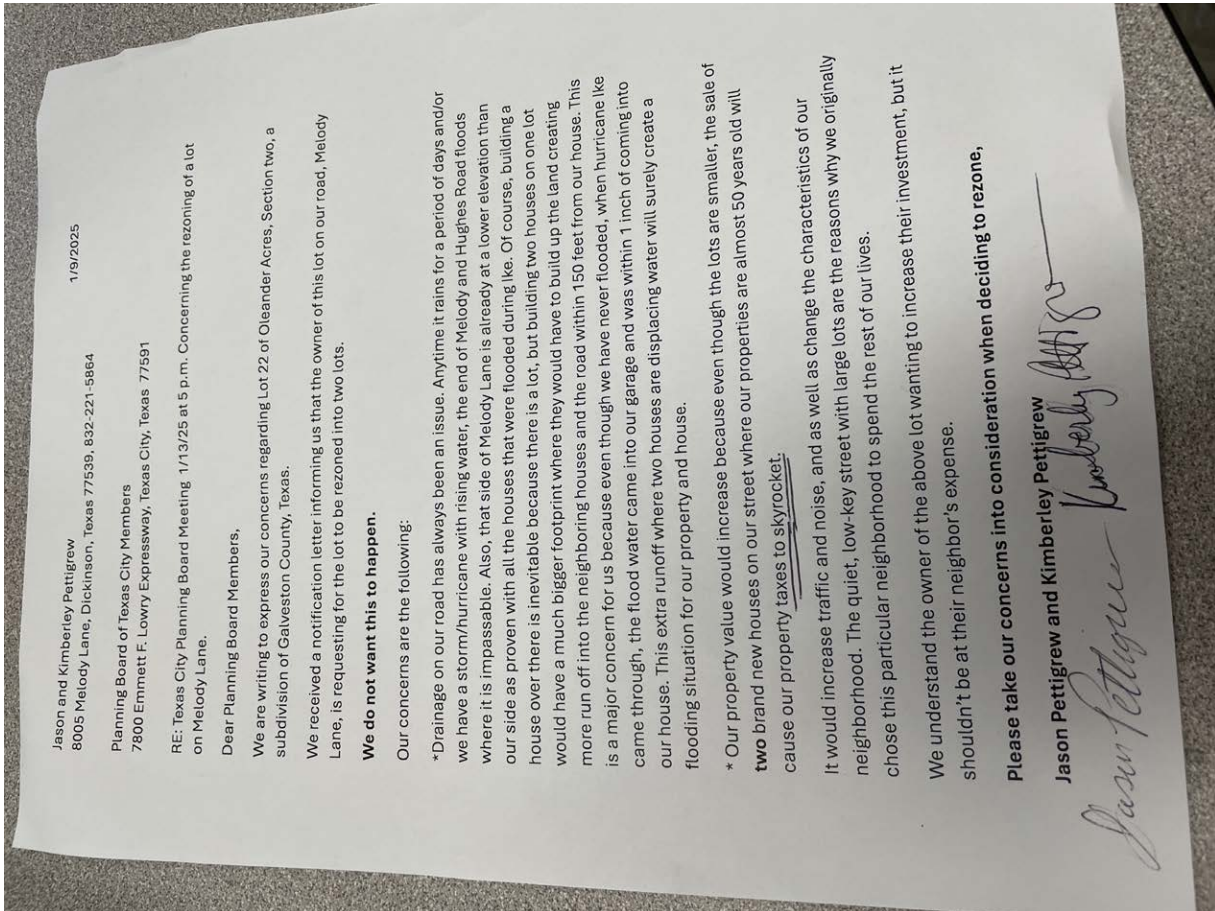 Jason and Kimberley Pettigrew 1/9/2025
8005 Melody Lane, Dickinson, Texas 77539, 832-221-5864
Planning Board of Texas City Members
7800 Emmett F. Lowry Expressway, Texas City, Texas 77591
RE: Texas City Planning Board Meeting 1/13/25 at 5 p.m. Concerning the rezoning of a lot
on Melody Lane.
Dear Planning Board Members,
We are writing to express our concerns regarding Lot 22 of Oleander Acres, Section two, a
subdivision of Galveston County, Texas.
We received a notification letter informing us that the owner of this lot on our road, Melody
Lane, is requesting for the lot to be rezoned into two lots.
We do not want this to happen.
Our concerns are the following:
*Drainage on our road has always been an issue. Anytime it rains for a period of days and/or
we have a storm/hurricane with rising water, the end of Melody and Hughes Road floods
where it is impassable. Also, that side of Melody Lane is already at a lower elevation than
our side as proven with all the houses that were flooded during Ike. Of course, building a
house over there is inevitable because there is a lot, but building two houses on one lot
would have a much bigger footprint where they would have to build up the land creating
more run off into the neighboring houses and the road within 150 feet from our house. This
is a major concern for us because even though we have never flooded, when hurricane Ike
came through, the flood water came into our garage and was within 1 inch of coming into
our house. This extra runoff where two houses are displacing water will surely create a
flooding situation for our property and house.
* Our property value would increase because even though the lots are smaller, the sale of
two brand new houses on our street where our properties are almost 50 years old will
cause our property taxes to skyrocket.
It would increase traffic and noise, and as well as change the characteristics of our
neighborhood. The quiet, low-key street with large lots are the reasons why we originally
chose this particular neighborhood to spend the rest of our lives.
We understand the owner of the above lot wanting to increase their investment, but it
shouldn't be at their neighbor's expense.
Please take our concerns into consideration when deciding to rezone,
Jason Pettigrew and Kimberley Pettigrew
Jason Pettigrew Kimberly Pettigrew